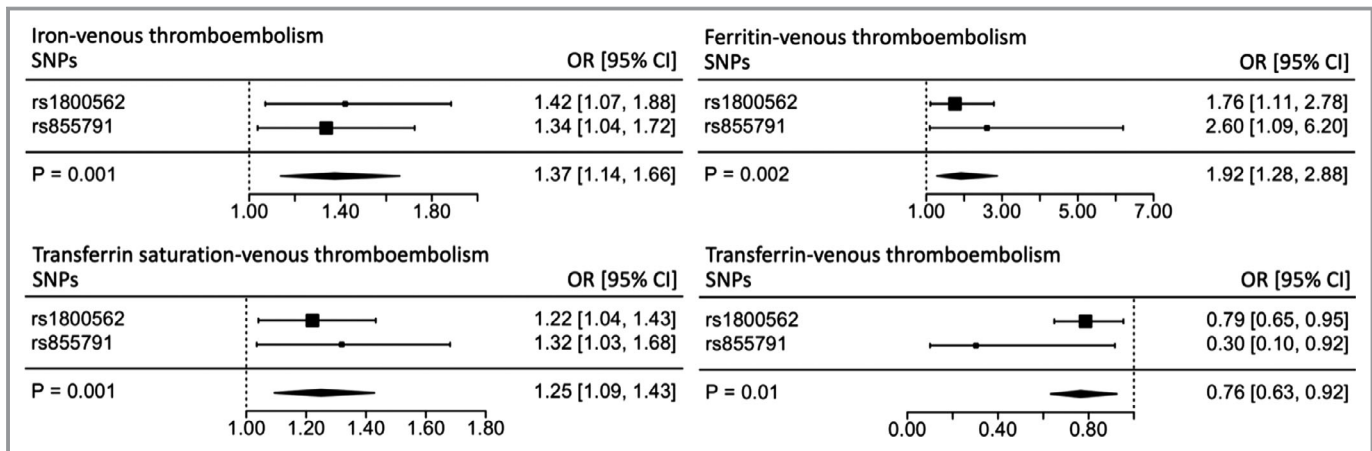 Iron-venous thromboembolism
SNPs OR [95% CI]
rs1800562 1.42 [1.07, 1.88]
rs855791 1.34 [1.04, 1.72]
P = 0.001 1.37 [1.14, 1.66]
1.00 1.40 1.80
Ferritin-venous thromboembolism
SNPs OR [95% CI]
rs1800562 1.76 [1.11, 2.78]
rs855791 2.60 [1.09, 6.20]
P = 0.002 1.92 [1.28, 2.88]
1.00 3.00 5.00 7.00
Transferrin saturation-venous thromboembolism
SNPs OR [95% CI]
rs1800562 1.22 [1.04, 1.43]
rs855791 1.32 [1.03, 1.68]
P = 0.001 1.25 [1.09, 1.43]
1.00 1.20 1.40 1.60 1.80
Transferrin-venous thromboembolism
SNPs OR [95% CI]
rs1800562 0.79 [0.65, 0.95]
rs855791 0.30 [0.10, 0.92]
P = 0.01 0.76 [0.63, 0.92]
0.00 0.40 0.80